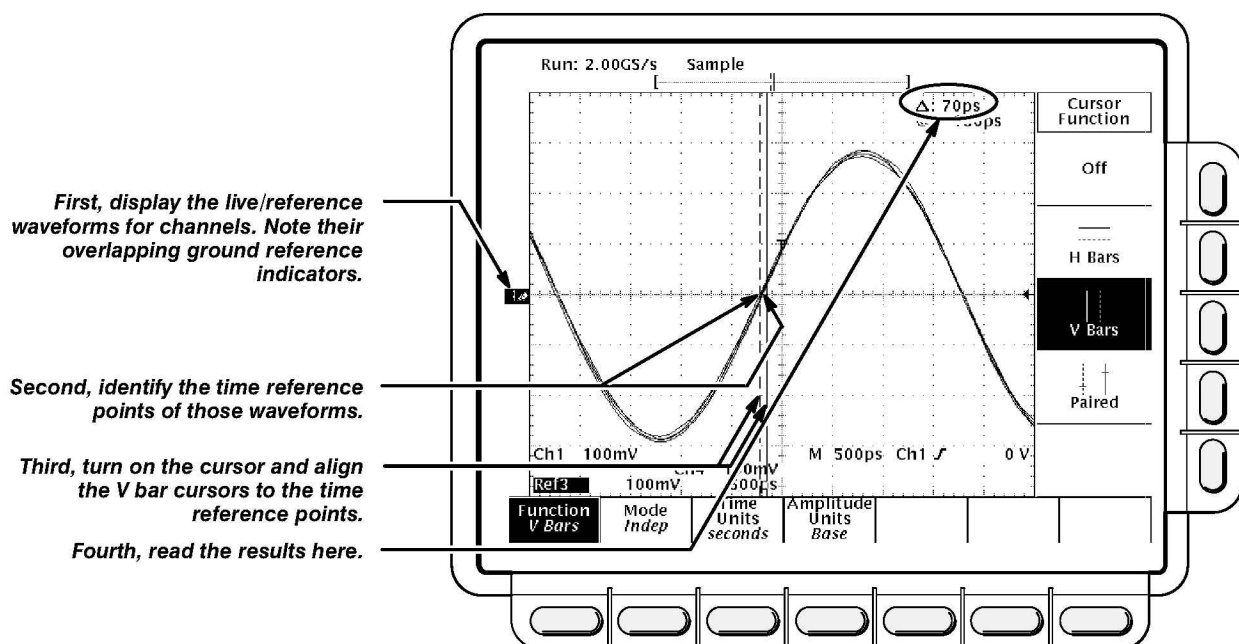 Run: 2.00GS/s Sample
Δ: 70ps
Cursor
Function
Off
H Bars
V Bars
Paired
First, display the live/reference
waveforms for channels. Note their
overlapping ground reference
indicators.
Second, identify the time reference
points of those waveforms.
Third, turn on the cursor and align
the V bar cursors to the time
reference points.
Fourth, read the results here.
Ch1 100mV M 500ps Ch1 0 V
Ref3 100mV 500ps
Function
V Bars
Mode
Indep
Time
Units
seconds
Amplitude
Units
Base